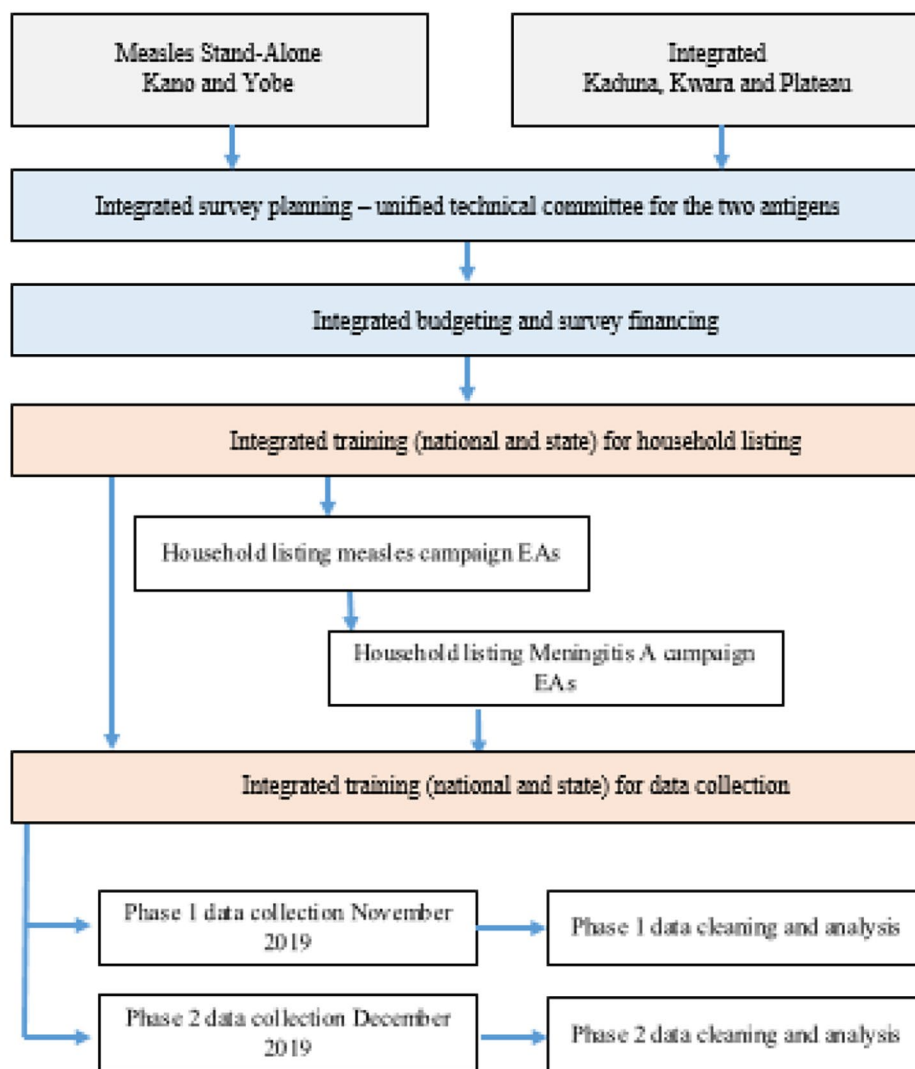 Measles Stand-Alone
Kano and Yobe
Integrated
Kaduna, Kwara and Plateau
Integrated survey planning – unified technical committee for the two antigens
Integrated budgeting and survey financing
Integrated training (national and state) for household listing
Household listing measles campaign EAs
Household listing Meningitis A campaign
EAs
Integrated training (national and state) for data collection
Phase 1 data collection November
2019
Phase 1 data cleaning and analysis
Phase 2 data collection December
2019
Phase 2 data cleaning and analysis